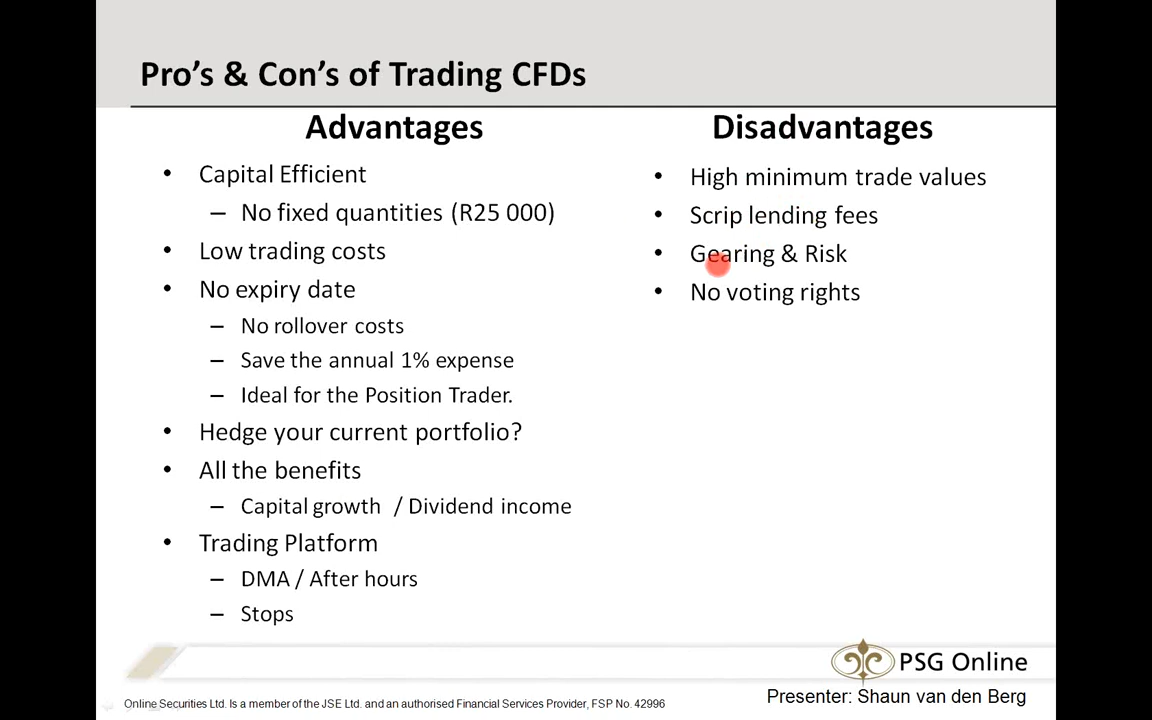 Pro’s & Con’s of Trading CFDs
Advantages
• Capital Efficient
– No fixed quantities (R25 000)
• Low trading costs
• No expiry date
– No rollover costs
– Save the annual 1% expense
– Ideal for the Position Trader.
• Hedge your current portfolio?
• All the benefits
– Capital growth / Dividend income
• Trading Platform
– DMA / After hours
– Stops
Disadvantages
• High minimum trade values
• Scrip lending fees
• Gearing & Risk
• No voting rights
PSG Online
Presenter: Shaun van den Berg
Online Securities Ltd. Is a member of the JSE Ltd. and an authorised Financial Services Provider, FSP No. 42996